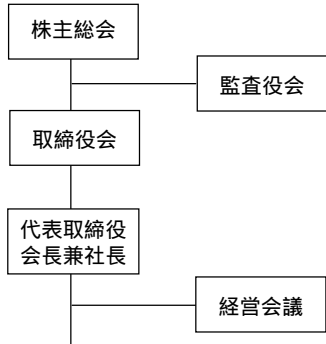 株主総会
監査役会
取締役会
代表取締役
会長兼社長
経営会議